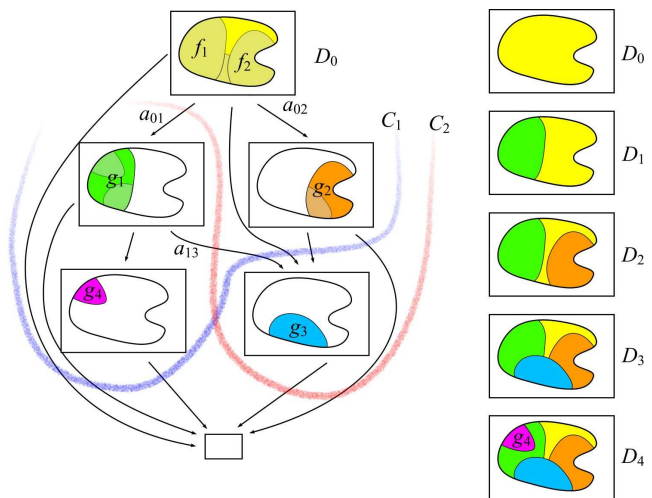 f₁ f₂ D₀
a₀₁ a₀₂ C₁ C₂
g₁ g₂
a₁₃
g₄ g₃
D₀
D₁
D₂
D₃
g₄ D₄